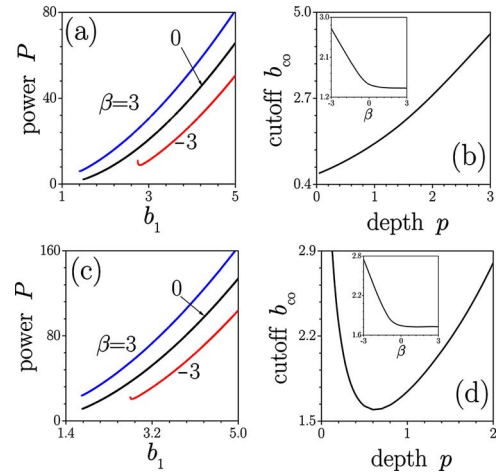 (a)
power P
80
40
0
β=3
0
-3
1
3
5
b₁
(b)
cutoff b_co
5.0
2.7
0.4
3.0
2.1
1.2
-3
0
3
β
0
1
2
3
depth p
(c)
power P
160
80
0
β=3
0
-3
1.4
3.2
5.0
b₁
(d)
cutoff b_co
2.9
2.2
1.5
2.8
2.2
1.6
-3
0
3
β
0
1
2
depth p